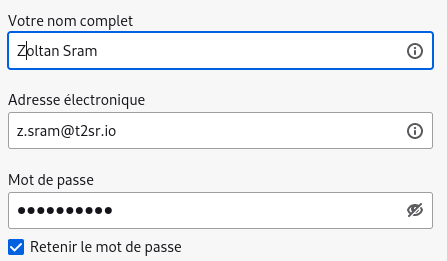 Votre nom complet
Zoltan Sram
Adresse électronique
z.sram@t2sr.io
Mot de passe
●●●●●●●●●●
Retenir le mot de passe